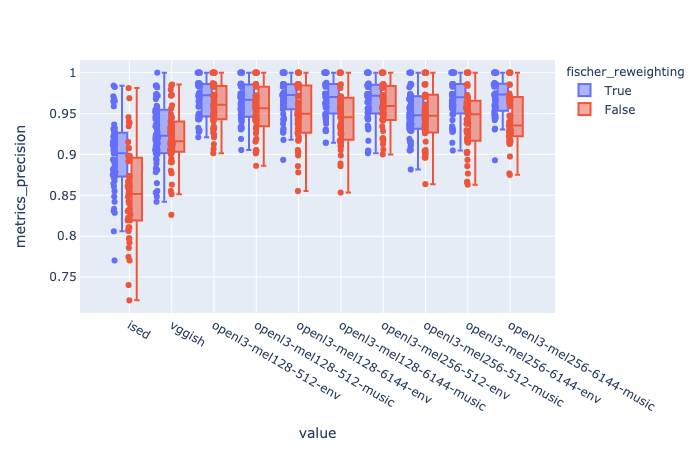 fischer_reweighting
True
False
metrics_precision
1
0.95
0.9
0.85
0.8
0.75
ised
vggish
openl3-mel128-512-env
openl3-mel128-512-music
openl3-mel128-6144-env
openl3-mel128-6144-music
openl3-mel256-512-env
openl3-mel256-512-music
openl3-mel256-6144-env
openl3-mel256-6144-music
value